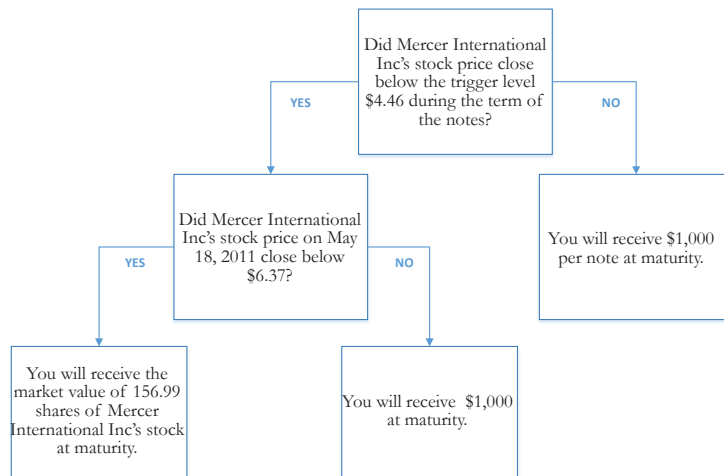 Did Mercer International
Inc's stock price close
below the trigger level
$4.46 during the term of
the notes?
YES
NO
Did Mercer International
Inc's stock price on May
18, 2011 close below
$6.37?
You will receive $1,000
per note at maturity.
YES
NO
You will receive the
market value of 156.99
shares of Mercer
International Inc's stock
at maturity.
You will receive $1,000
at maturity.